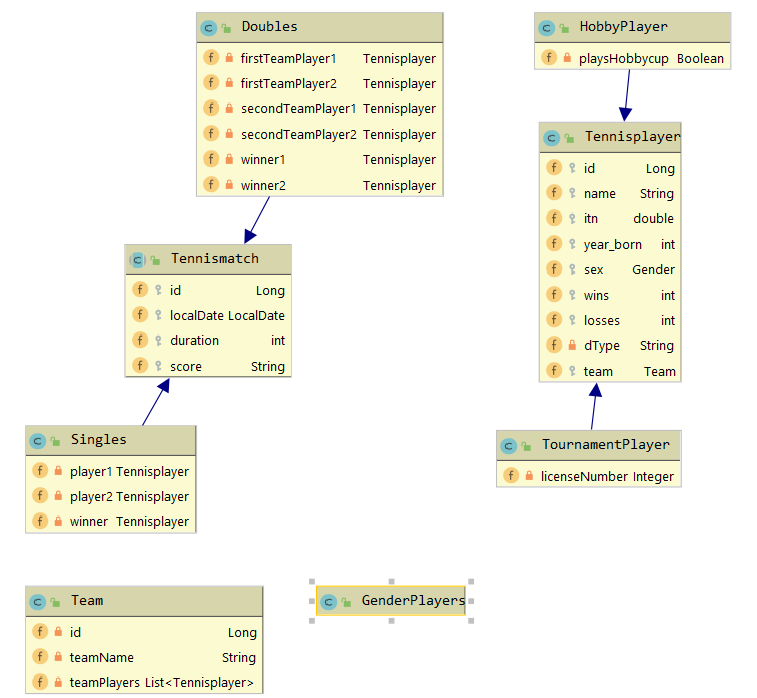 Doubles
firstTeamPlayer1 Tennisplayer
firstTeamPlayer2 Tennisplayer
secondTeamPlayer1 Tennisplayer
secondTeamPlayer2 Tennisplayer
winner1 Tennisplayer
winner2 Tennisplayer
HobbyPlayer
playsHobbycup Boolean
Tennisplayer
id Long
name String
itn double
year_born int
sex Gender
wins int
losses int
dType String
team Team
Tennismatch
id Long
localDate LocalDate
duration int
score String
Singles
player1 Tennisplayer
player2 Tennisplayer
winner Tennisplayer
TournamentPlayer
licenseNumber Integer
Team
id Long
teamName String
teamPlayers List<Tennisplayer>
GenderPlayers